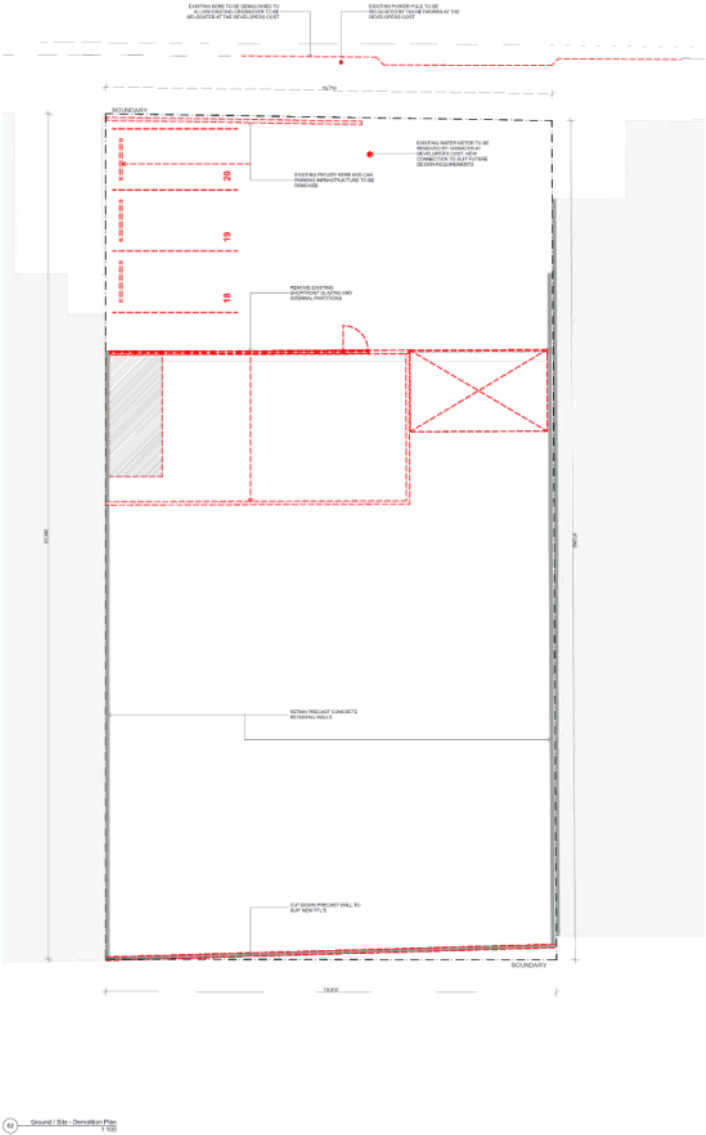 EXISTING KERB TO BE DEMOLISHED TO
ALLOW EXISTING CROSSOVER TO BE
RELOCATED AT THE DEVELOPERS COST
EXISTING POWER POLE TO BE
RELOCATED BY TAS NETWORKS AT THE
DEVELOPERS COST
BOUNDARY
EXISTING WATER METER TO BE
REMOVED BY TASWATER AT
DEVELOPERS COST. NEW
CONNECTION TO SUIT FUTURE
DESIGN REQUIREMENTS
EXISTING PRIVATE KERB AND CAR
PARKING INFRASTRUKTURE TO BE
REMOVED
20
19
18
REMOVE EXISTING
SHOPFRONT GLAZING AND
INTERNAL PARTITIONS
RETAIN PRECAST CONCRETE
RETAINING WALLS
CUT DOWN PRECAST WALL TO
SUIT NEW FFL'S
BOUNDARY
02
Ground / Site - Demolition Plan
1:100